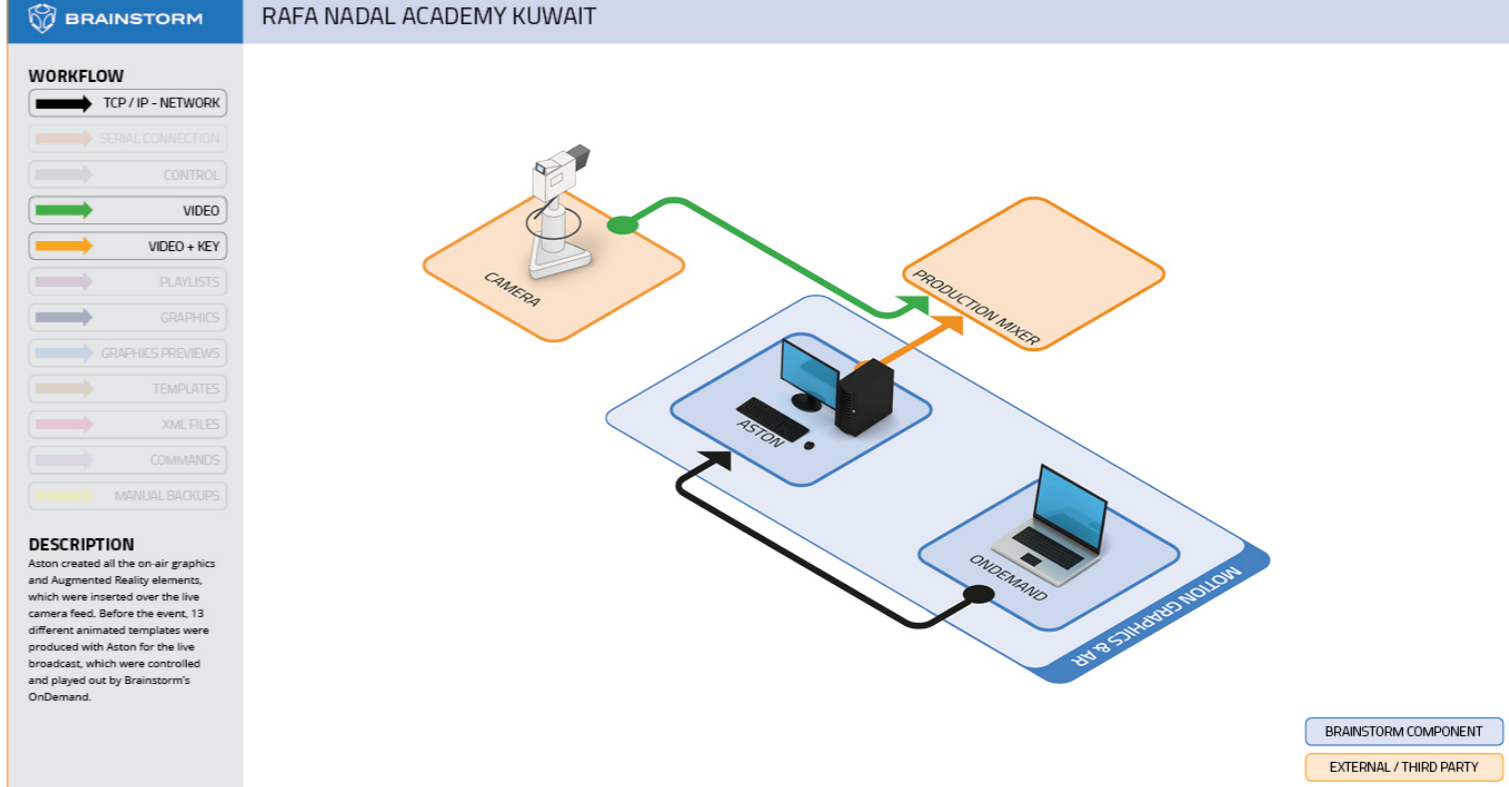 BRAINSTORM
RAFA NADAL ACADEMY KUWAIT
WORKFLOW
TCP / IP - NETWORK
SERIAL CONNECTION
CONTROL
VIDEO
VIDEO + KEY
PLAYLISTS
GRAPHICS
GRAPHICS PREVIEWS
TEMPLATES
XML FILES
COMMANDS
MANUAL BACKUPS
DESCRIPTION
Aston created all the on-air graphics
and Augmented Reality elements,
which were inserted over the live
camera feed. Before the event, 13
different animated templates were
produced with Aston for the live
broadcast, which were controlled
and played out by Brainstorm's
OnDemand.
CAMERA
PRODUCTION MIXER
ASTON
ONDEMAND
MOTION GRAPHICS & AR
BRAINSTORM COMPONENT
EXTERNAL / THIRD PARTY